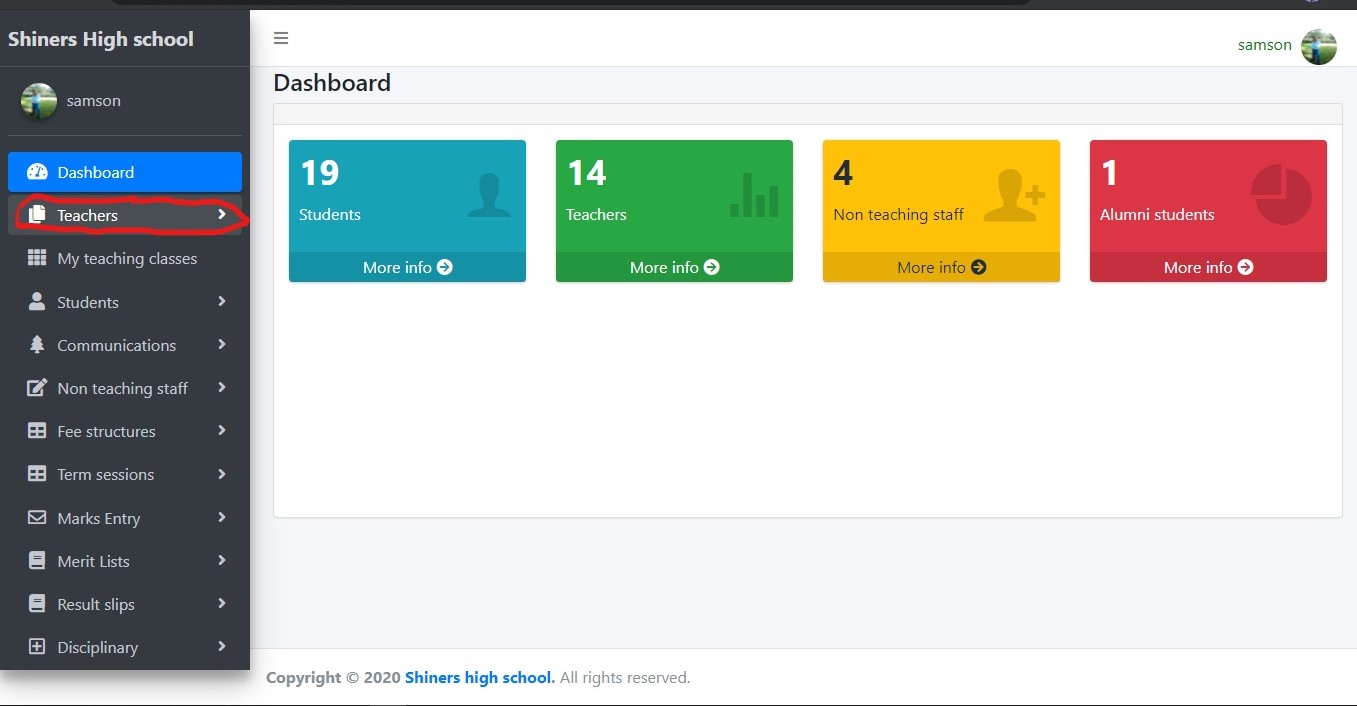 Shiners High school
samson
Dashboard
Teachers
My teaching classes
Students
Communications
Non teaching staff
Fee structures
Term sessions
Marks Entry
Merit Lists
Result slips
Disciplinary
samson
Dashboard
19
Students
More info
14
Teachers
More info
4
Non teaching staff
More info
1
Alumni students
More info
Copyright © 2020 Shiners high school. All rights reserved.